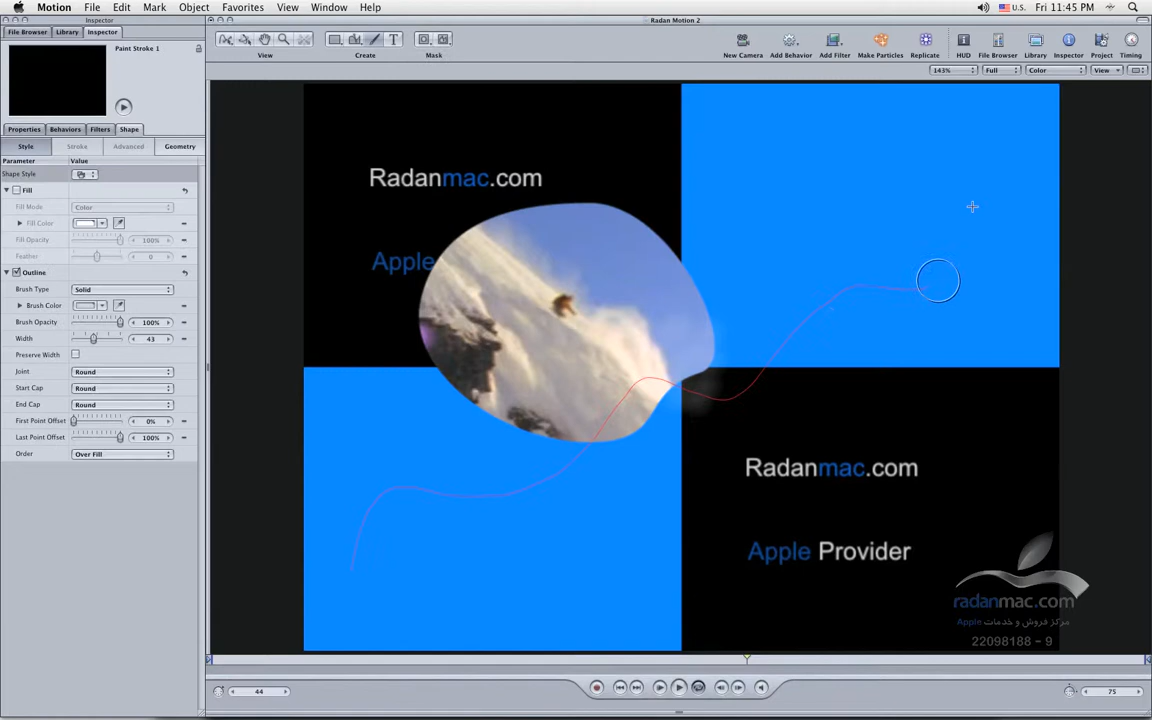 Motion File Edit Mark Object Favorites View Window Help
U.S. Fri 11:45 PM
Inspector
Radan Motion 2
File Browser Library Inspector
Paint Stroke 1
View
Create
Mask
New Camera Add Behavior Add Filter Make Particles Replicate HUD File Browser Library Inspector Project Timing
143% Full Color View
Properties Behaviors Filters Shape
Style Stroke Advanced Geometry
Parameter Value
Shape Style
Fill
Fill Mode Color
Fill Color
Fill Opacity 100%
Feather 0
Outline
Brush Type Solid
Brush Color
Brush Opacity 100%
Width 43
Preserve Width
Joint Round
Start Cap Round
End Cap Round
First Point Offset 0%
Last Point Offset 100%
Order Over Fill
Radanmac.com
Apple
Radanmac.com
Apple Provider
radanmac.com
مرکز فروش و خدمات Apple
22098188 - 9
44
75